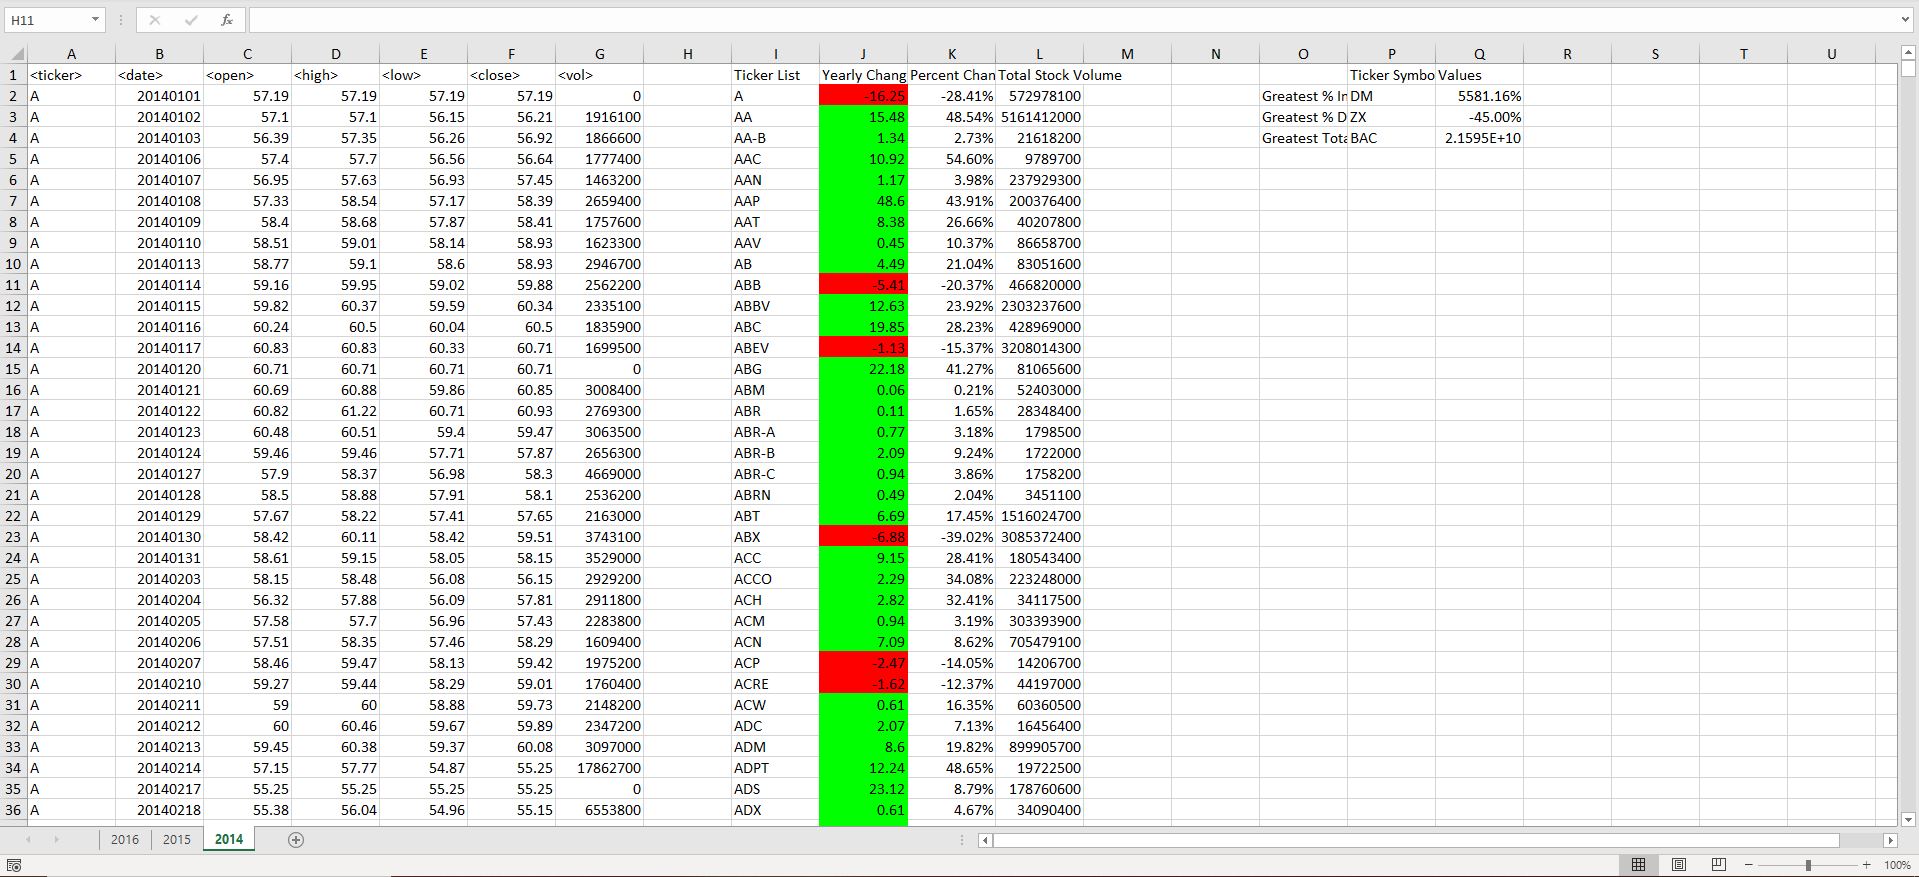 H11 fx
A B C D E F G H I J K L M N O P Q R S T U
1 <ticker> <date> <open> <high> <low> <close> <vol> Ticker List Yearly Chang Percent Chan Total Stock Volume Ticker Symbo Values
2 A 20140101 57.19 57.19 57.19 57.19 0 A -16.25 -28.41% 572978100 Greatest % In DM 5581.16%
3 A 20140102 57.1 57.1 56.15 56.21 1916100 AA 15.48 48.54% 5161412000 Greatest % D ZX -45.00%
4 A 20140103 56.39 57.35 56.26 56.92 1866600 AA-B 1.34 2.73% 21618200 Greatest Tota BAC 2.1595E+10
5 A 20140106 57.4 57.7 56.56 56.64 1777400 AAC 10.92 54.60% 9789700
6 A 20140107 56.95 57.63 56.93 57.45 1463200 AAN 1.17 3.98% 237929300
7 A 20140108 57.33 58.54 57.17 58.39 2659400 AAP 48.6 43.91% 200376400
8 A 20140109 58.4 58.68 57.87 58.41 1757600 AAT 8.38 26.66% 40207800
9 A 20140110 58.51 59.01 58.14 58.93 1623300 AAV 0.45 10.37% 86658700
10 A 20140113 58.77 59.1 58.6 58.93 2946700 AB 4.49 21.04% 83051600
11 A 20140114 59.16 59.95 59.02 59.88 2562200 ABB -5.41 -20.37% 466820000
12 A 20140115 59.82 60.37 59.59 60.34 2335100 ABBV 12.63 23.92% 2303237600
13 A 20140116 60.24 60.5 60.04 60.5 1835900 ABC 19.85 28.23% 428969000
14 A 20140117 60.83 60.83 60.33 60.71 1699500 ABEV -1.13 -15.37% 3208014300
15 A 20140120 60.71 60.71 60.71 60.71 0 ABG 22.18 41.27% 81065600
16 A 20140121 60.69 60.88 59.86 60.85 3008400 ABM 0.06 0.21% 52403000
17 A 20140122 60.82 61.22 60.71 60.93 2769300 ABR 0.11 1.65% 28348400
18 A 20140123 60.48 60.51 59.4 59.47 3063500 ABR-A 0.77 3.18% 1798500
19 A 20140124 59.46 59.46 57.71 57.87 2656300 ABR-B 2.09 9.24% 1722000
20 A 20140127 57.9 58.37 56.98 58.3 4669000 ABR-C 0.94 3.86% 1758200
21 A 20140128 58.5 58.88 57.91 58.1 2536200 ABRN 0.49 2.04% 3451100
22 A 20140129 57.67 58.22 57.41 57.65 2163000 ABT 6.69 17.45% 1516024700
23 A 20140130 58.42 60.11 58.42 59.51 3743100 ABX -6.88 -39.02% 3085372400
24 A 20140131 58.61 59.15 58.05 58.15 3529000 ACC 9.15 28.41% 180543400
25 A 20140203 58.15 58.48 56.08 56.15 2929200 ACCO 2.29 34.08% 223248000
26 A 20140204 56.32 57.88 56.09 57.81 2911800 ACH 2.82 32.41% 34117500
27 A 20140205 57.58 57.7 56.96 57.43 2283800 ACM 0.94 3.19% 303393900
28 A 20140206 57.51 58.35 57.46 58.29 1609400 ACN 7.09 8.62% 705479100
29 A 20140207 58.46 59.47 58.13 59.42 1975200 ACP -2.47 -14.05% 14206700
30 A 20140210 59.27 59.44 58.29 59.01 1760400 ACRE -1.62 -12.37% 44197000
31 A 20140211 59 60 58.88 59.73 2148200 ACW 0.61 16.35% 60360500
32 A 20140212 60 60.46 59.67 59.89 2347200 ADC 2.07 7.13% 16456400
33 A 20140213 59.45 60.38 59.37 60.08 3097000 ADM 8.6 19.82% 899905700
34 A 20140214 57.15 57.77 54.87 55.25 17862700 ADPT 12.24 48.65% 19722500
35 A 20140217 55.25 55.25 55.25 55.25 0 ADS 23.12 8.79% 178760600
36 A 20140218 55.38 56.04 54.96 55.15 6553800 ADX 0.61 4.67% 34090400
2016 2015 2014
100%